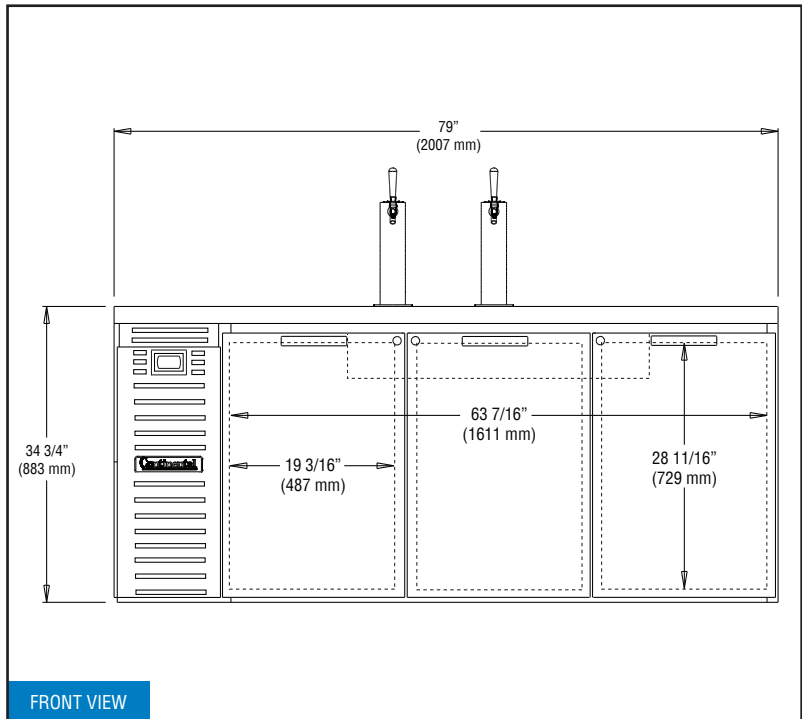 79”
(2007 mm)
34 3/4”
(883 mm)
63 7/16”
(1611 mm)
19 3/16”
(487 mm)
28 11/16”
(729 mm)
Continental
FRONT VIEW